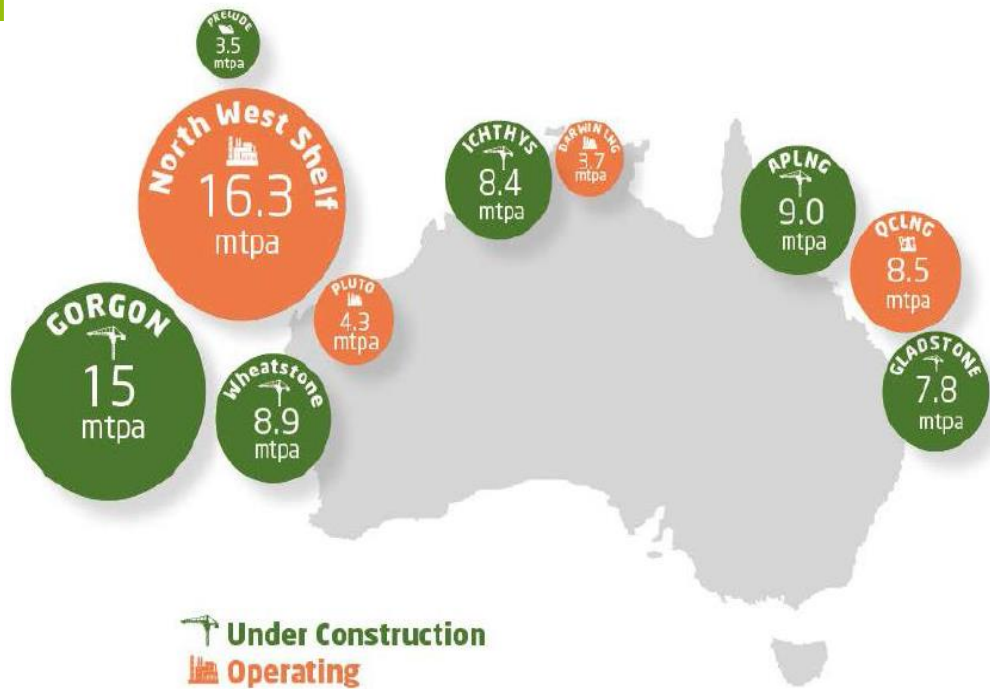 PRELUDE
3.5
mtpa
North West Shelf
16.3
mtpa
ICHTHYS
8.4
mtpa
DARWIN LNG
3.7
mtpa
APLNG
9.0
mtpa
QCLNG
8.5
mtpa
PLUTO
4.3
mtpa
GORGON
15
mtpa
Wheatstone
8.9
mtpa
GLADSTONE
7.8
mtpa
Under Construction
Operating